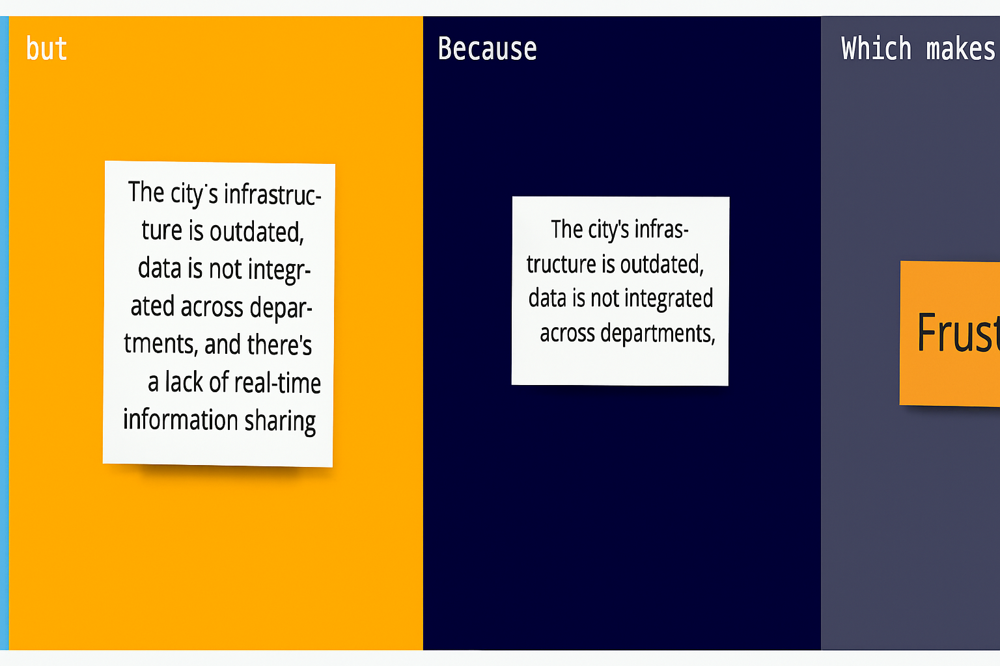 but
The city's infrastruc-
ture is outdated,
data is not integr-
ated across depar-
tments, and there's
a lack of real-time
information sharing
Because
The city's infras-
tructure is outdated,
data is not integrated
across departments,
Which makes